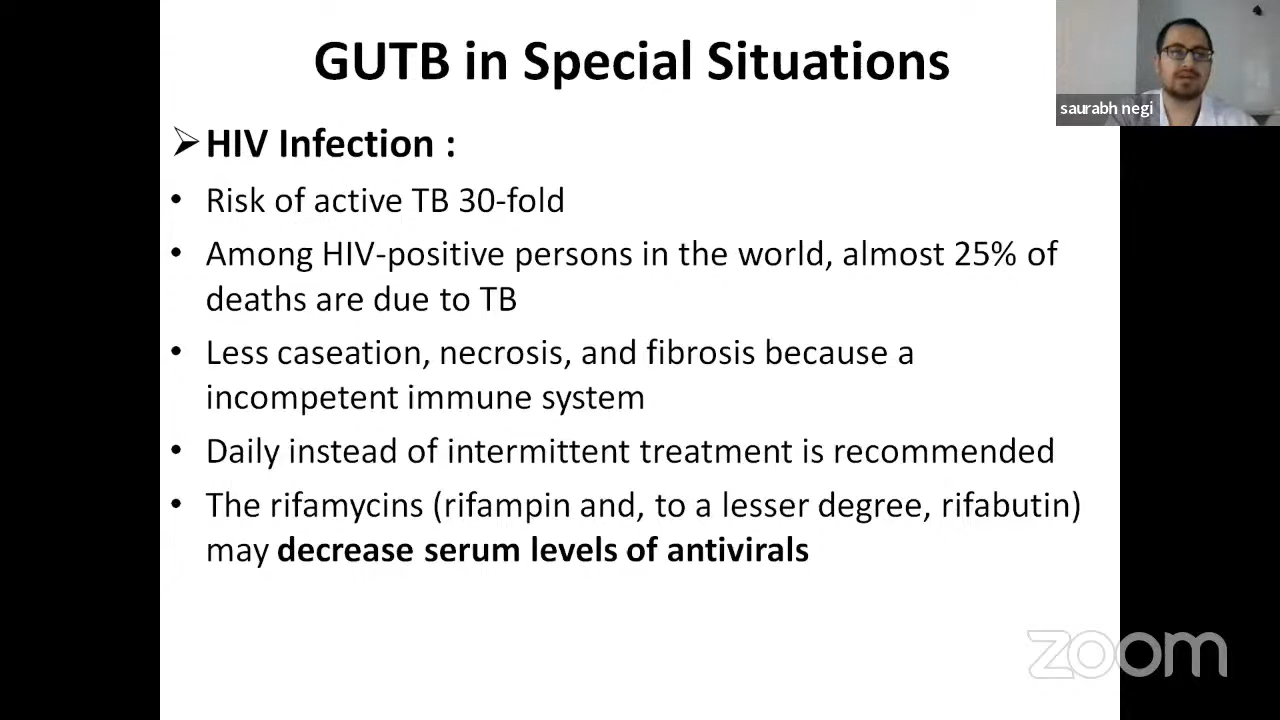 GUTB in Special Situations
saurabh negi
➢HIV Infection :
• Risk of active TB 30-fold
• Among HIV-positive persons in the world, almost 25% of
deaths are due to TB
• Less caseation, necrosis, and fibrosis because a
incompetent immune system
• Daily instead of intermittent treatment is recommended
• The rifamycins (rifampin and, to a lesser degree, rifabutin)
may decrease serum levels of antivirals
zoom